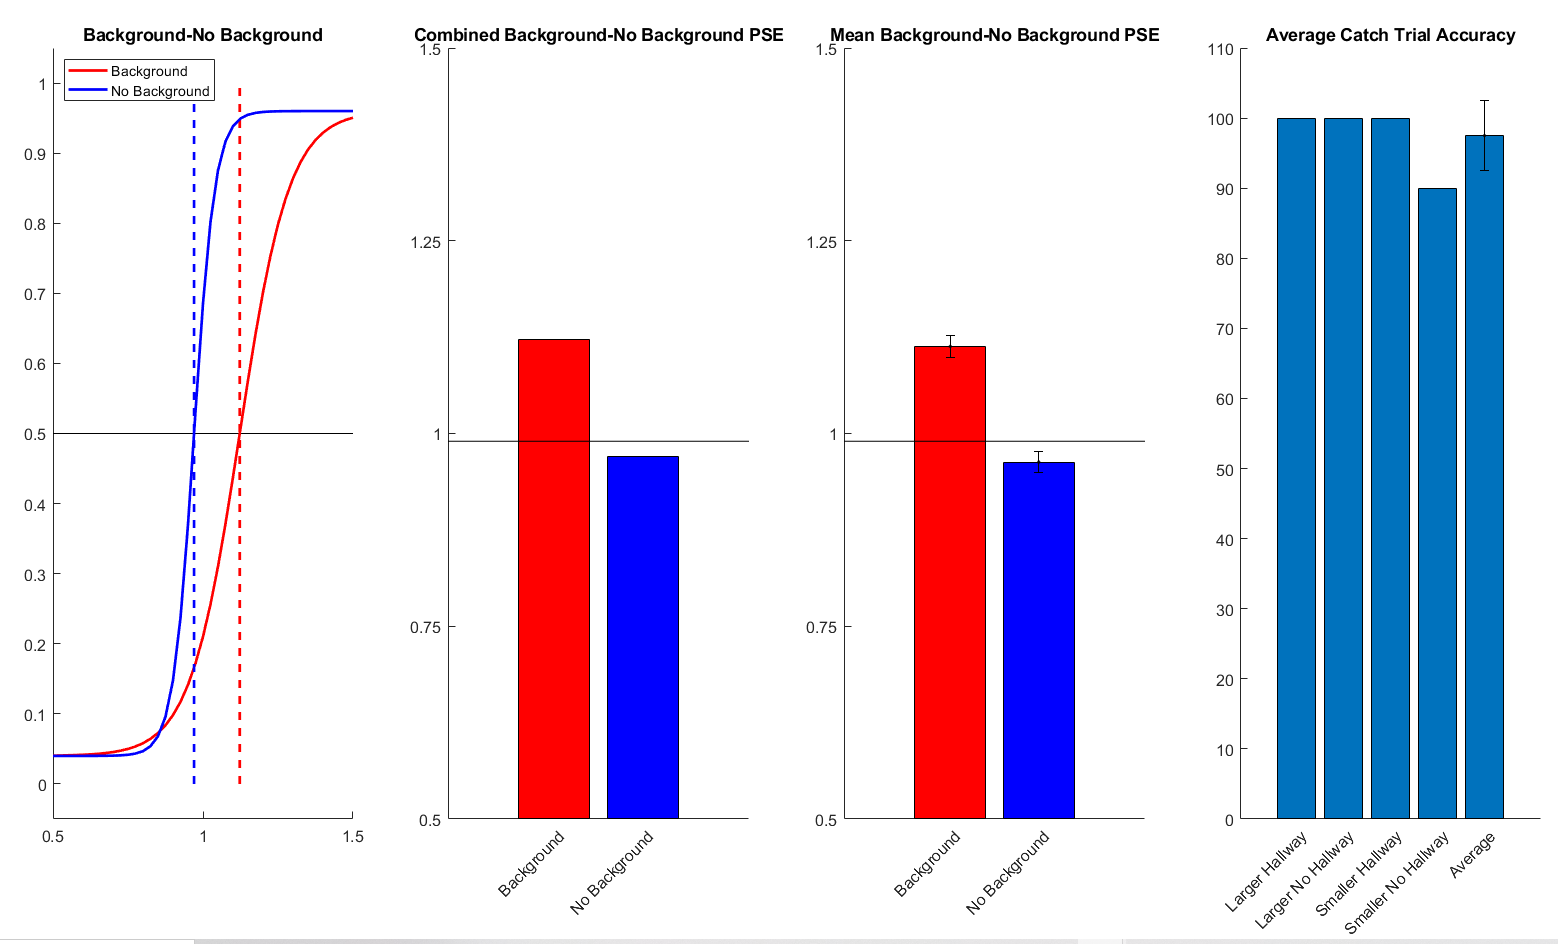 Background-No Background
Background
No Background
1
0.9
0.8
0.7
0.6
0.5
0.4
0.3
0.2
0.1
0
0.5
1
1.5
Combined Background-No Background PSE
1.5
1.25
1
0.75
0.5
Background
No Background
Mean Background-No Background PSE
1.5
1.25
1
0.75
0.5
Background
No Background
Average Catch Trial Accuracy
110
100
90
80
70
60
50
40
30
20
10
0
Larger Hallway
Larger No Hallway
Smaller Hallway
Smaller No Hallway
Average